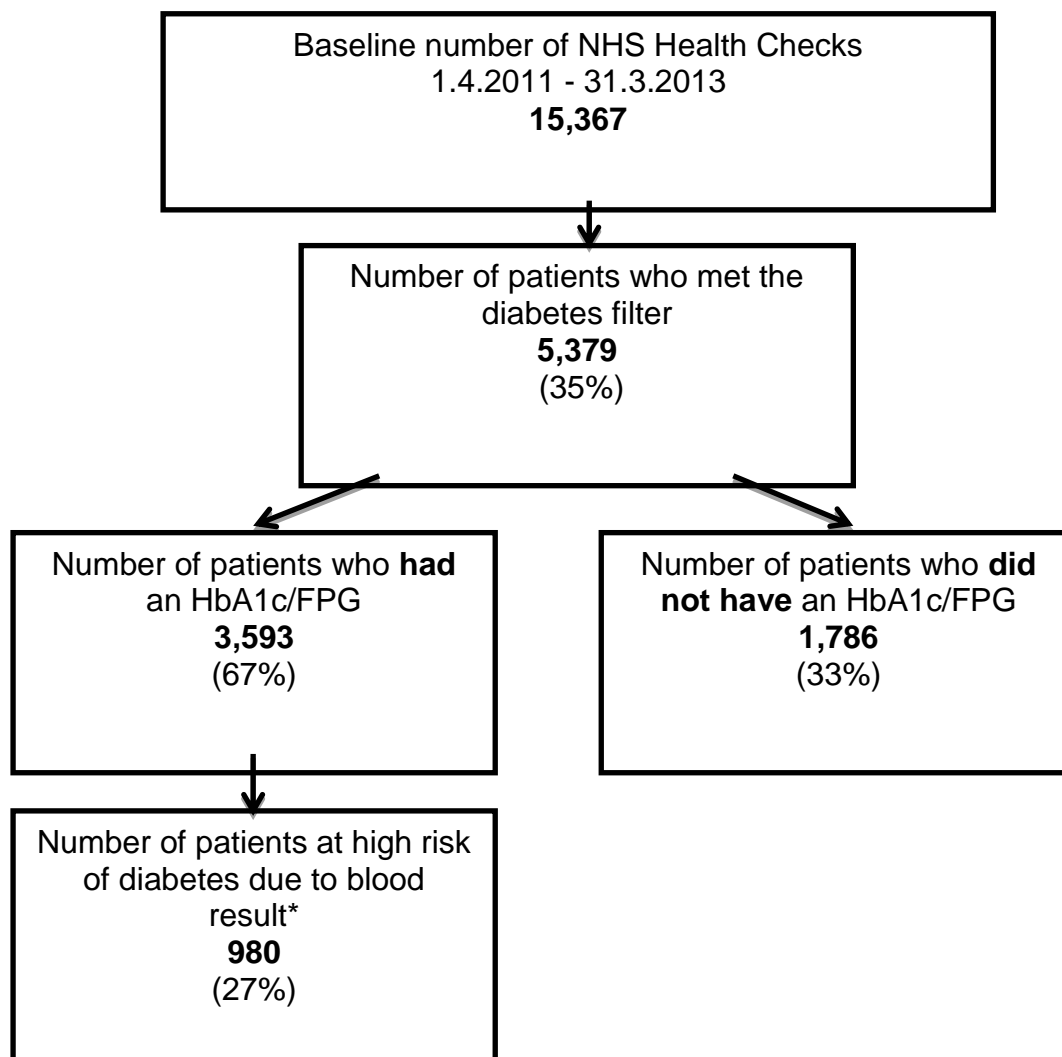 Baseline number of NHS Health Checks
1.4.2011 - 31.3.2013
15,367
Number of patients who met the
diabetes filter
5,379
(35%)
Number of patients who had
an HbA1c/FPG
3,593
(67%)
Number of patients who did
not have an HbA1c/FPG
1,786
(33%)
Number of patients at high risk
of diabetes due to blood
result*
980
(27%)